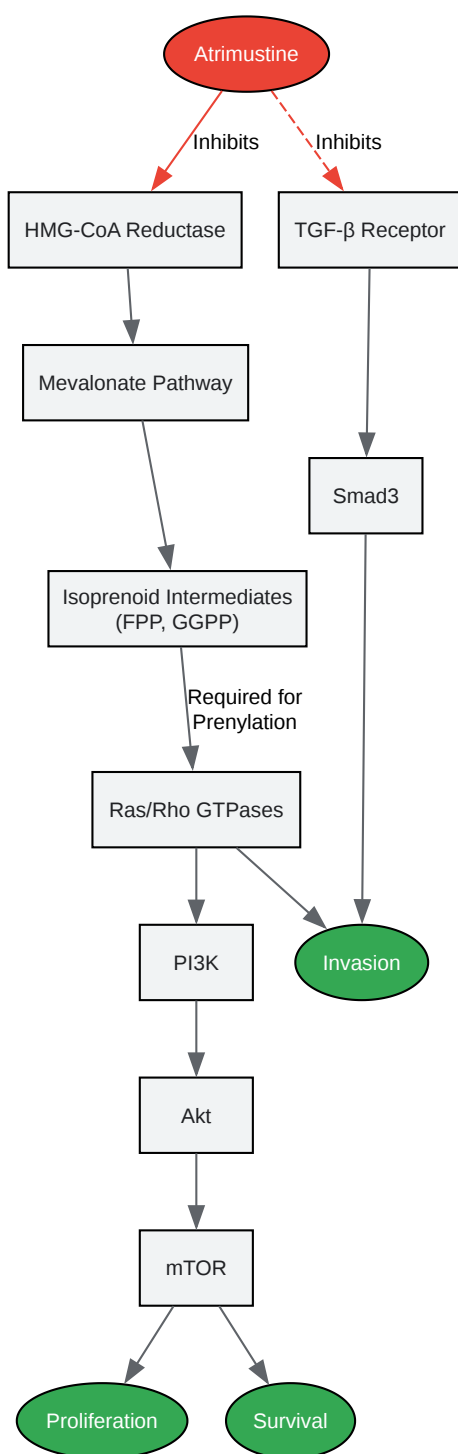 Atrimustine
Inhibits
Inhibits
HMG-CoA Reductase
TGF-β Receptor
Mevalonate Pathway
Smad3
Isoprenoid Intermediates
(FPP, GGPP)
Required for
Prenylation
Ras/Rho GTPases
PI3K
Invasion
Akt
mTOR
Proliferation
Survival